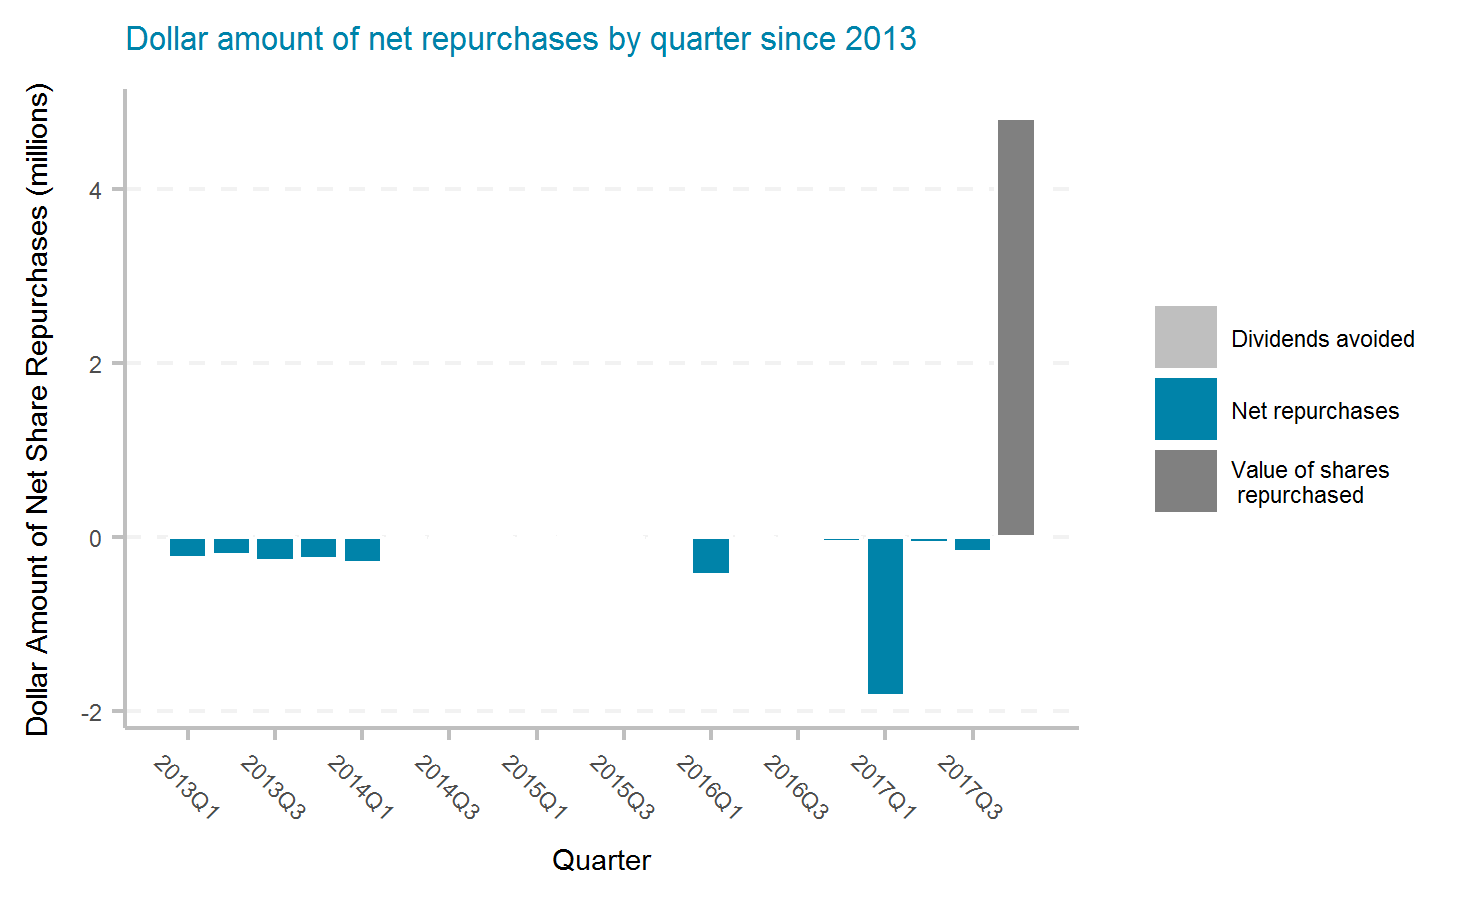 Dollar amount of net repurchases by quarter since 2013
Dollar Amount of Net Share Repurchases (millions)
4
2
0
-2
2013Q1
2013Q3
2014Q1
2014Q3
2015Q1
2015Q3
2016Q1
2016Q3
2017Q1
2017Q3
Quarter
Dividends avoided
Net repurchases
Value of shares
repurchased